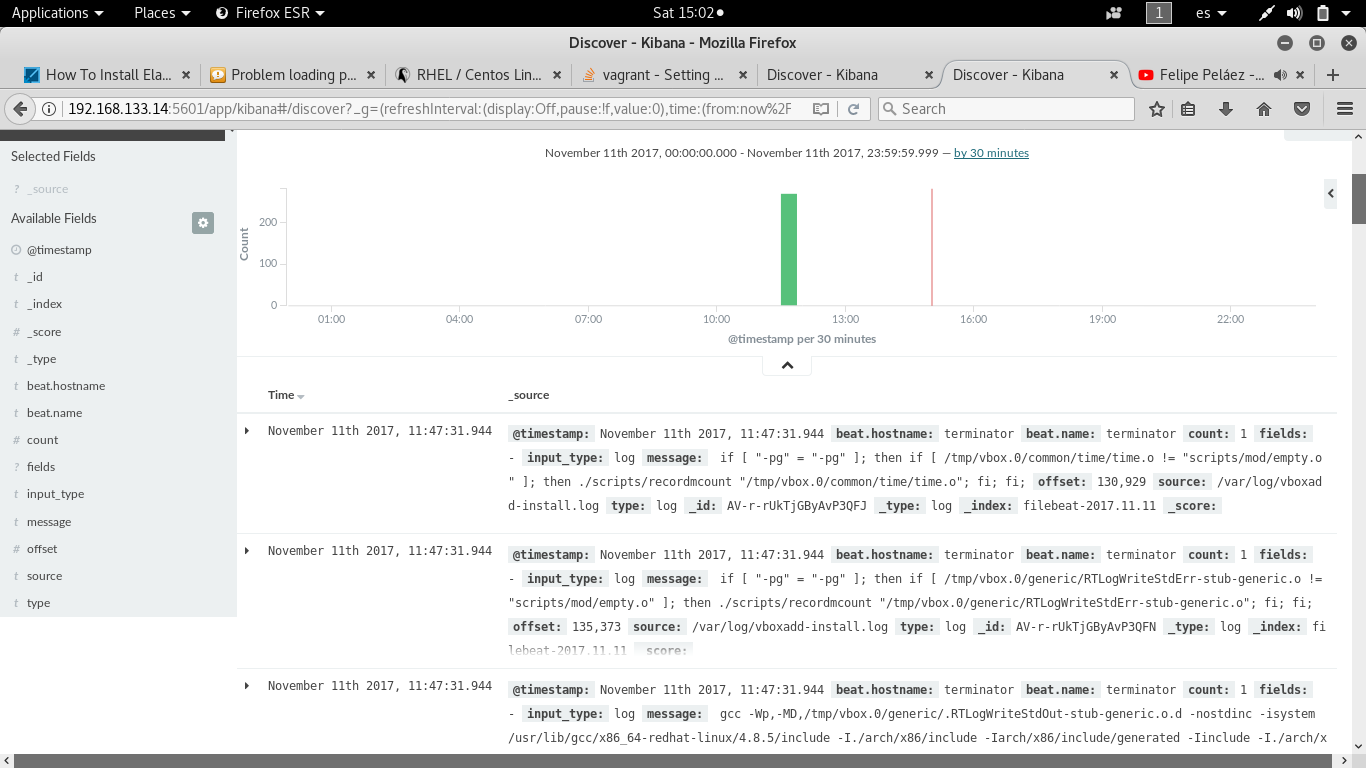 Applications Places Firefox ESR Sat 15:02 1 es
Discover - Kibana - Mozilla Firefox
How To Install Ela... Problem loading p... RHEL / Centos Lin... vagrant - Setting ... Discover - Kibana Discover - Kibana Felipe Peláez -...
192.168.133.14:5601/app/kibana#/discover?_g=(refreshInterval:(display:Off,pause:!f,value:0),time:(from:now%2F Search
Selected Fields
? _source
Available Fields
@timestamp
t _id
t _index
# _score
t _type
t beat.hostname
t beat.name
# count
? fields
t input_type
t message
# offset
t source
t type
November 11th 2017, 00:00:00.000 - November 11th 2017, 23:59:59.999 — by 30 minutes
Count
200
100
0
01:00 04:00 07:00 10:00 13:00 16:00 19:00 22:00
@timestamp per 30 minutes
Time _source
November 11th 2017, 11:47:31.944 @timestamp: November 11th 2017, 11:47:31.944 beat.hostname: terminator beat.name: terminator count: 1 fields:
- input_type: log message: if [ "-pg" = "-pg" ]; then if [ /tmp/vbox.0/common/time/time.o != "scripts/mod/empty.o
" ]; then ./scripts/recordmcount "/tmp/vbox.0/common/time/time.o"; fi; fi; offset: 130,929 source: /var/log/vboxad
d-install.log type: log _id: AV-r-rUkTjGByAvP3QFJ _type: log _index: filebeat-2017.11.11 _score:
November 11th 2017, 11:47:31.944 @timestamp: November 11th 2017, 11:47:31.944 beat.hostname: terminator beat.name: terminator count: 1 fields:
- input_type: log message: if [ "-pg" = "-pg" ]; then if [ /tmp/vbox.0/generic/RTLogWriteStdErr-stub-generic.o !=
"scripts/mod/empty.o" ]; then ./scripts/recordmcount "/tmp/vbox.0/generic/RTLogWriteStdErr-stub-generic.o"; fi; fi;
offset: 135,373 source: /var/log/vboxadd-install.log type: log _id: AV-r-rUkTjGByAvP3QFN _type: log _index: fi
lebeat-2017.11.11 _score:
November 11th 2017, 11:47:31.944 @timestamp: November 11th 2017, 11:47:31.944 beat.hostname: terminator beat.name: terminator count: 1 fields:
- input_type: log message: gcc -Wp,-MD,/tmp/vbox.0/generic/.RTLogWriteStdOut-stub-generic.o.d -nostdinc -isystem
/usr/lib/gcc/x86_64-redhat-linux/4.8.5/include -I./arch/x86/include -Iarch/x86/include/generated -Iinclude -I./arch/x